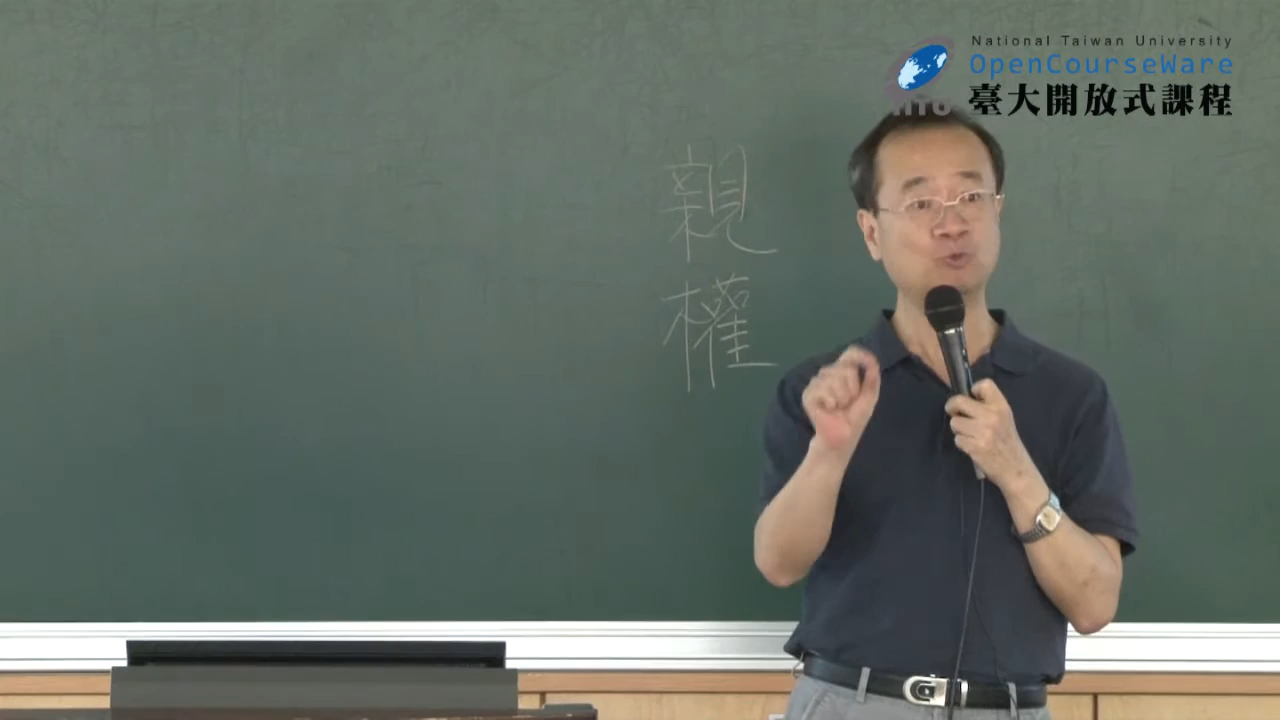 National Taiwan University
OpenCourseWare
臺大開放式課程
NTU
親
權